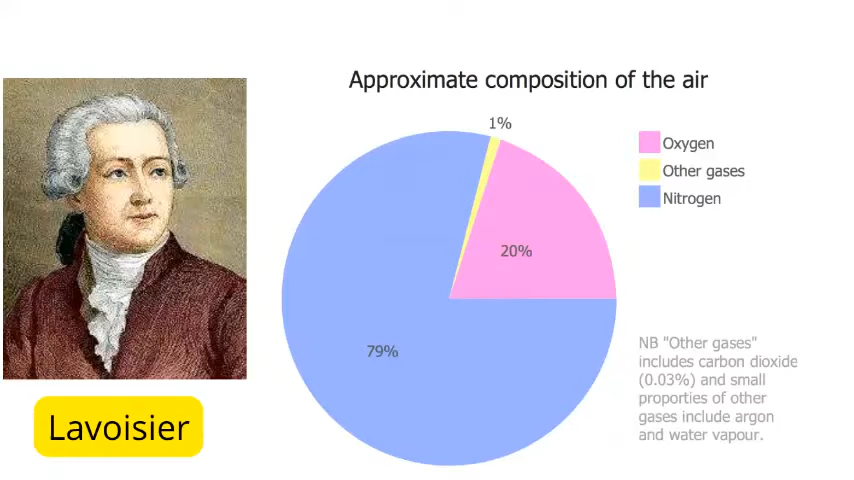 Approximate composition of the air
1%
Oxygen
Other gases
Nitrogen
20%
79%
NB "Other gases"
includes carbon dioxide
(0.03%) and small
proporties of other
gases include argon
and water vapour.
Lavoisier